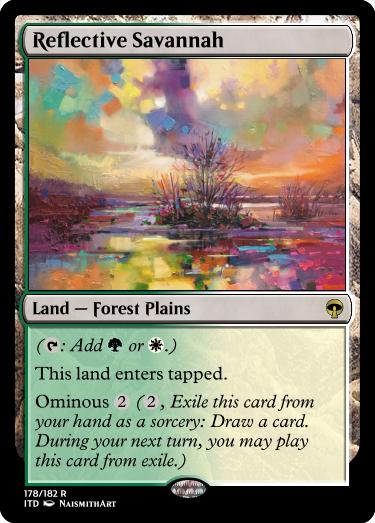 Reflective Savannah
Land — Forest Plains
(: Add or .)
This land enters tapped.
Ominous 2 (2, Exile this card from
your hand as a sorcery: Draw a card.
During your next turn, you may play
this card from exile.)
178/182 R
ITD NaismithArt